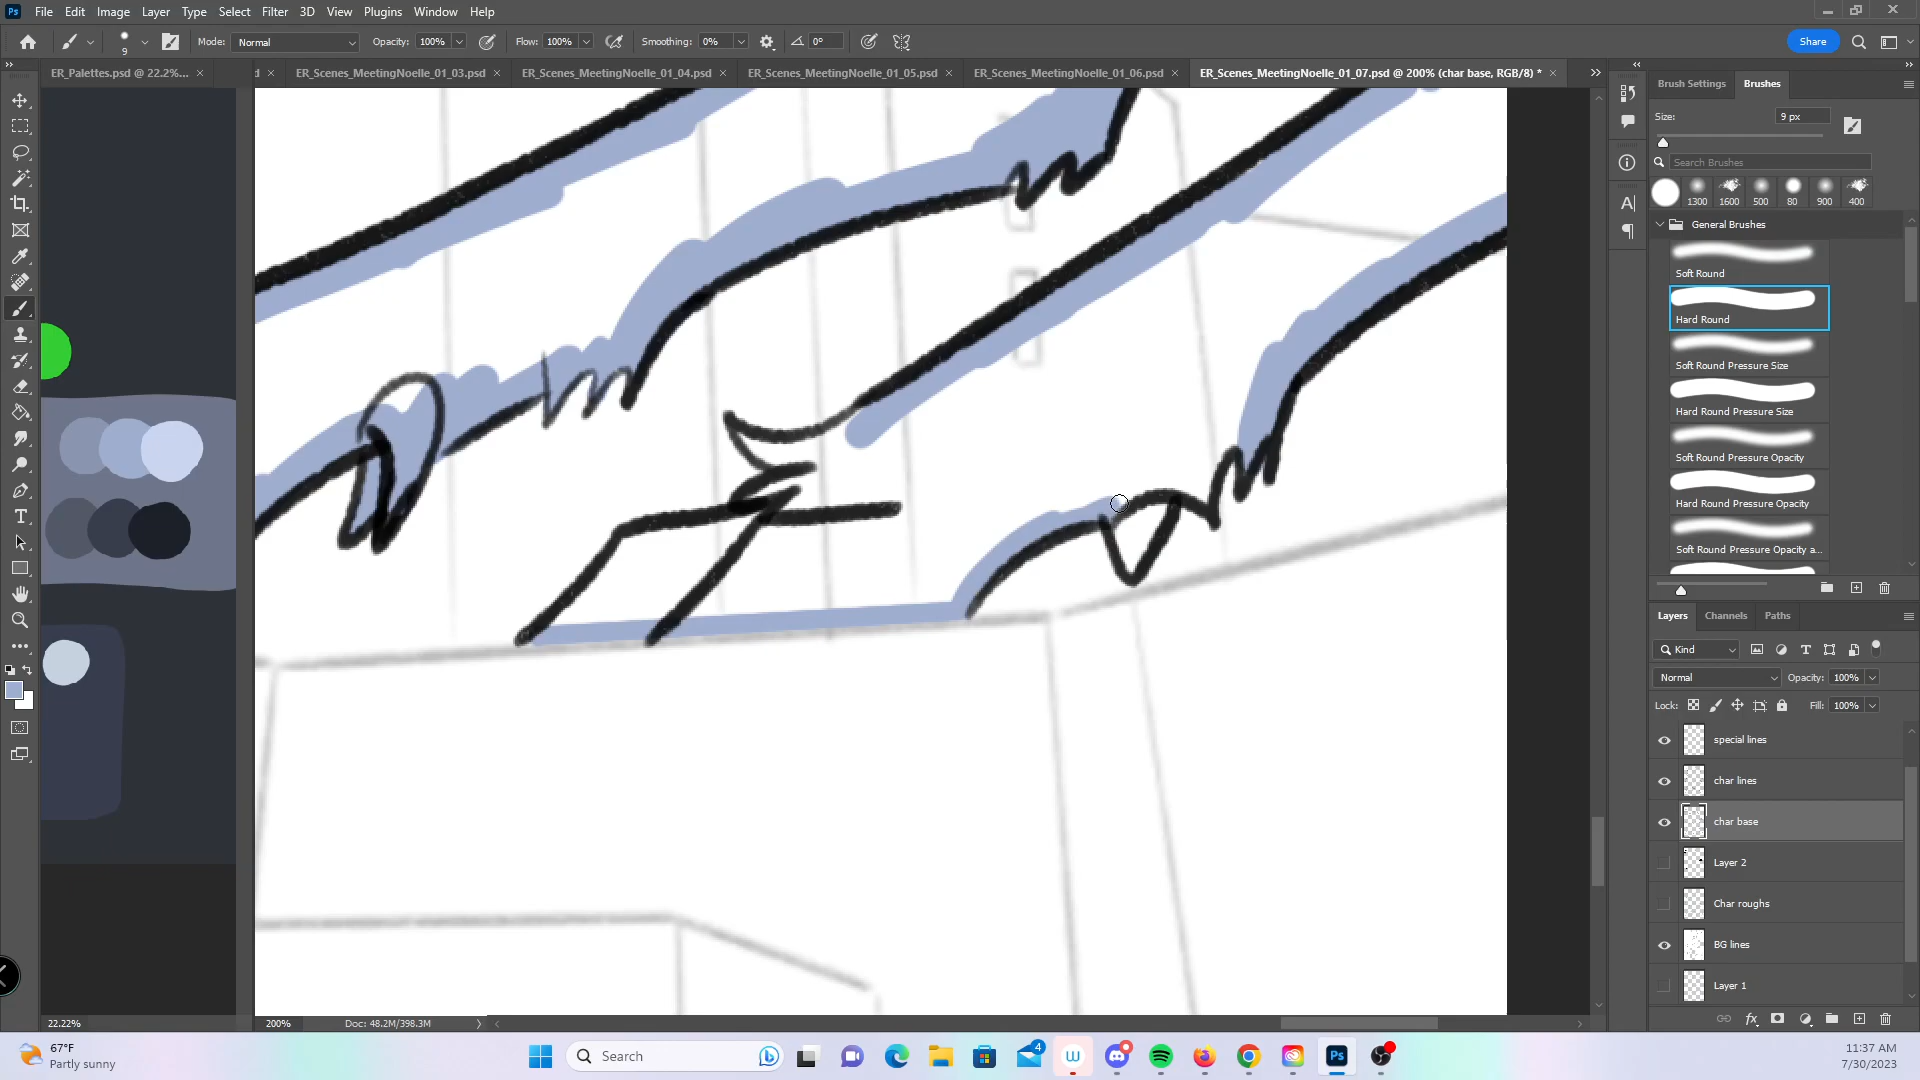 Ps File Edit Image Layer Type Select Filter 3D View Plugins Window Help
9 Mode: Normal Opacity: 100% Flow: 100% Smoothing: 0% 0° Share
ER_Palettes.psd @ 22.2%... × d × ER_Scenes_MeetingNoelle_01_03.psd × ER_Scenes_MeetingNoelle_01_04.psd × ER_Scenes_MeetingNoelle_01_05.psd × ER_Scenes_MeetingNoelle_01_06.psd × ER_Scenes_MeetingNoelle_01_07.psd @ 200% (char base, RGB/8) * ×
Brush Settings Brushes
Size: 9 px
Search Brushes
1300 1600 500 80 900 400
General Brushes
Soft Round
Hard Round
Soft Round Pressure Size
Hard Round Pressure Size
Soft Round Pressure Opacity
Hard Round Pressure Opacity
Soft Round Pressure Opacity a...
Layers Channels Paths
Kind
Normal Opacity: 100%
Lock: Fill: 100%
special lines
char lines
char base
Layer 2
Char roughs
BG lines
Layer 1
22.22% 200% Doc: 48.2M/398.3M
67°F
Partly sunny
Search
4
Ps
11:37 AM
7/30/2023